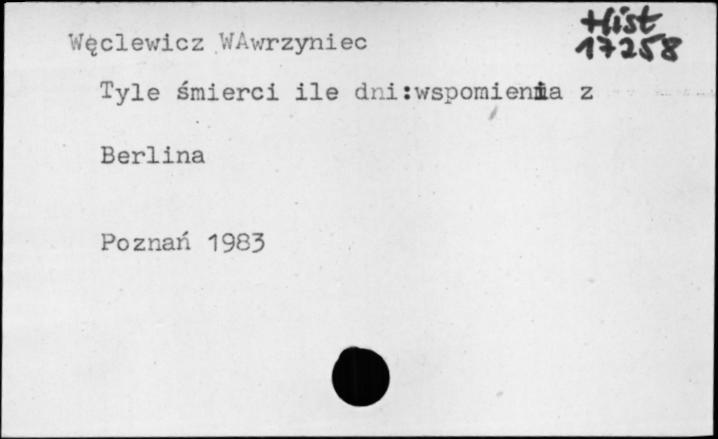 Hist
17258
Węclewicz WAwrzyniec
Tyle śmierci ile dni:wspomienia z
Berlina
Poznań 1983